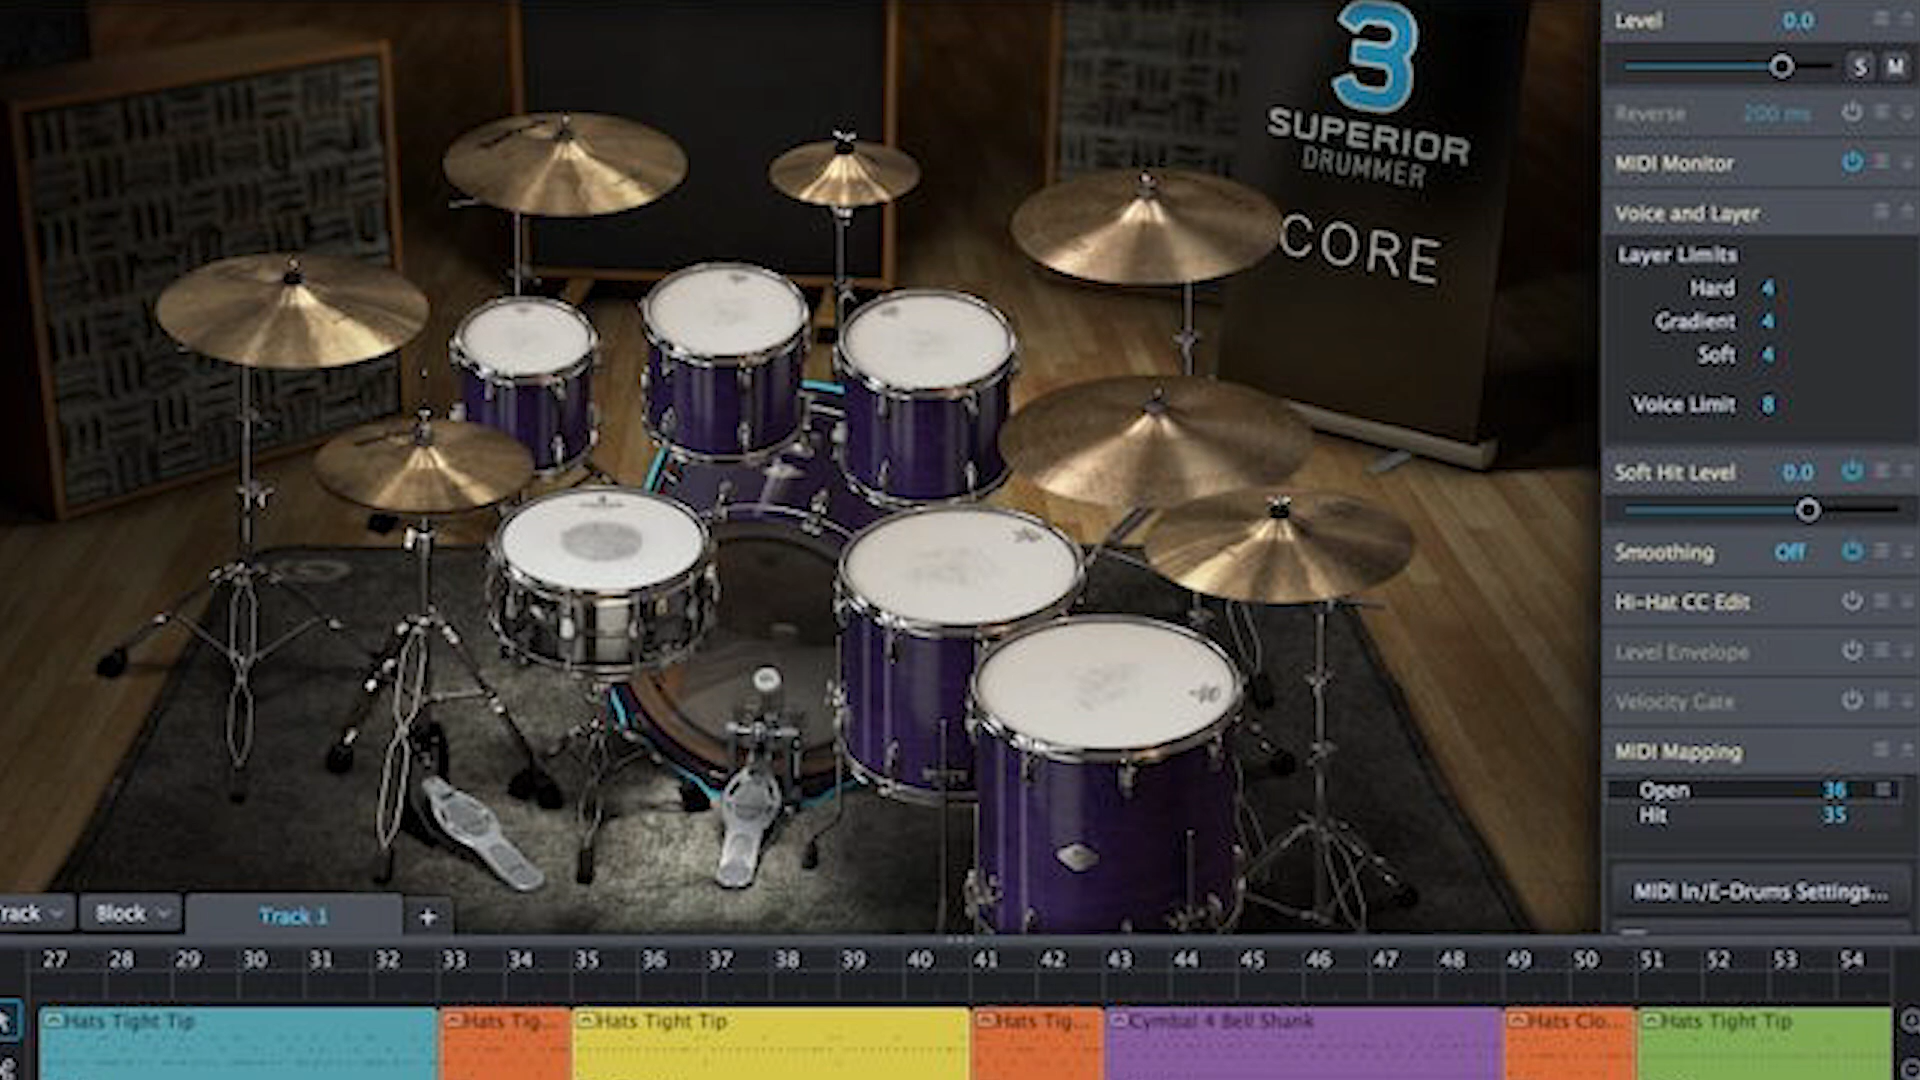 3
SUPERIOR
DRUMMER
CORE
Level 0.0
S M
Reverse 200 ms
MIDI Monitor
Voice and Layer
Layer Limits
Hard 4
Gradient 4
Soft 4
Voice Limit 8
Soft Hit Level 0.0
Smoothing Off
Hi-Hat CC Edit
Level Envelope
Velocity Gate
MIDI Mapping
Open 36
Hit 35
MIDI In/E-Drums Settings...
rack Block Track 1 +
27 28 29 30 31 32 33 34 35 36 37 38 39 40 41 42 43 44 45 46 47 48 49 50 51 52 53 54
Hats Tight Tip Hats Tig... Hats Tight Tip Hats Tig... Cymbal 4 Bell Shank Hats Clo... Hats Tight Tip